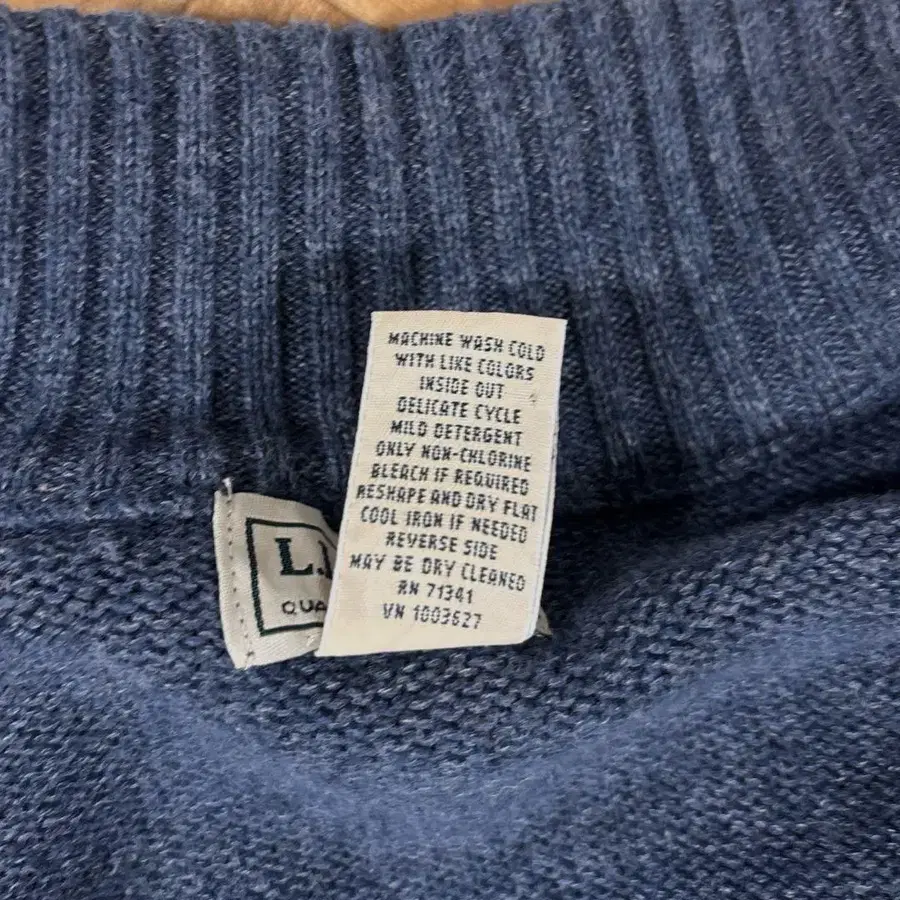 MACHINE WASH COLD
WITH LIKE COLORS
INSIDE OUT
DELICATE CYCLE
MILD DETERGENT
ONLY NON-CHLORINE
BLEACH IF REQUIRED
RESHAPE AND DRY FLAT
COOL IRON IF NEEDED
REVERSE SIDE
MAY BE DRY CLEANED
RN 71341
VN 1003627
L.
QUA